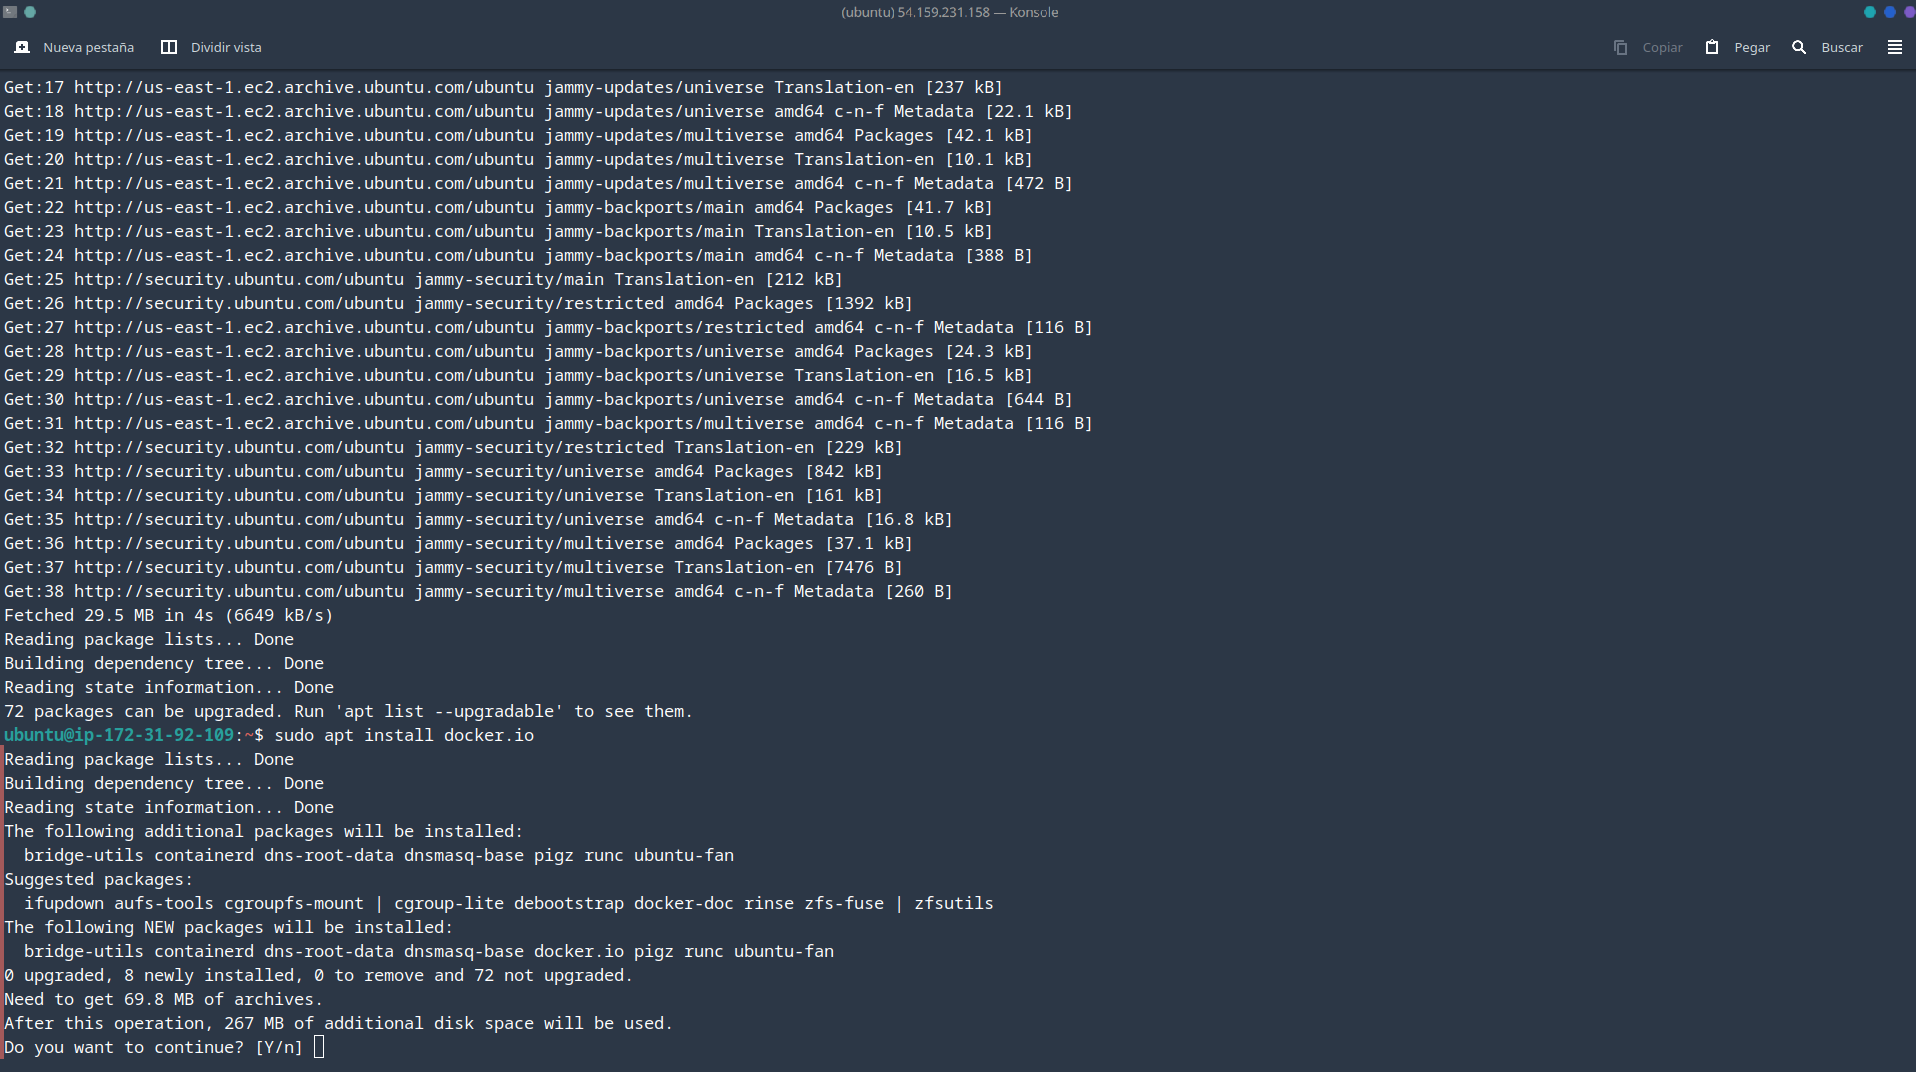 (ubuntu) 54.159.231.158 — Konsole
Nueva pestaña Dividir vista Copiar Pegar Buscar
Get:17 http://us-east-1.ec2.archive.ubuntu.com/ubuntu jammy-updates/universe Translation-en [237 kB]
Get:18 http://us-east-1.ec2.archive.ubuntu.com/ubuntu jammy-updates/universe amd64 c-n-f Metadata [22.1 kB]
Get:19 http://us-east-1.ec2.archive.ubuntu.com/ubuntu jammy-updates/multiverse amd64 Packages [42.1 kB]
Get:20 http://us-east-1.ec2.archive.ubuntu.com/ubuntu jammy-updates/multiverse Translation-en [10.1 kB]
Get:21 http://us-east-1.ec2.archive.ubuntu.com/ubuntu jammy-updates/multiverse amd64 c-n-f Metadata [472 B]
Get:22 http://us-east-1.ec2.archive.ubuntu.com/ubuntu jammy-backports/main amd64 Packages [41.7 kB]
Get:23 http://us-east-1.ec2.archive.ubuntu.com/ubuntu jammy-backports/main Translation-en [10.5 kB]
Get:24 http://us-east-1.ec2.archive.ubuntu.com/ubuntu jammy-backports/main amd64 c-n-f Metadata [388 B]
Get:25 http://security.ubuntu.com/ubuntu jammy-security/main Translation-en [212 kB]
Get:26 http://security.ubuntu.com/ubuntu jammy-security/restricted amd64 Packages [1392 kB]
Get:27 http://us-east-1.ec2.archive.ubuntu.com/ubuntu jammy-backports/restricted amd64 c-n-f Metadata [116 B]
Get:28 http://us-east-1.ec2.archive.ubuntu.com/ubuntu jammy-backports/universe amd64 Packages [24.3 kB]
Get:29 http://us-east-1.ec2.archive.ubuntu.com/ubuntu jammy-backports/universe Translation-en [16.5 kB]
Get:30 http://us-east-1.ec2.archive.ubuntu.com/ubuntu jammy-backports/universe amd64 c-n-f Metadata [644 B]
Get:31 http://us-east-1.ec2.archive.ubuntu.com/ubuntu jammy-backports/multiverse amd64 c-n-f Metadata [116 B]
Get:32 http://security.ubuntu.com/ubuntu jammy-security/restricted Translation-en [229 kB]
Get:33 http://security.ubuntu.com/ubuntu jammy-security/universe amd64 Packages [842 kB]
Get:34 http://security.ubuntu.com/ubuntu jammy-security/universe Translation-en [161 kB]
Get:35 http://security.ubuntu.com/ubuntu jammy-security/universe amd64 c-n-f Metadata [16.8 kB]
Get:36 http://security.ubuntu.com/ubuntu jammy-security/multiverse amd64 Packages [37.1 kB]
Get:37 http://security.ubuntu.com/ubuntu jammy-security/multiverse Translation-en [7476 B]
Get:38 http://security.ubuntu.com/ubuntu jammy-security/multiverse amd64 c-n-f Metadata [260 B]
Fetched 29.5 MB in 4s (6649 kB/s)
Reading package lists... Done
Building dependency tree... Done
Reading state information... Done
72 packages can be upgraded. Run 'apt list --upgradable' to see them.
ubuntu@ip-172-31-92-109:~$ sudo apt install docker.io
Reading package lists... Done
Building dependency tree... Done
Reading state information... Done
The following additional packages will be installed:
  bridge-utils containerd dns-root-data dnsmasq-base pigz runc ubuntu-fan
Suggested packages:
  ifupdown aufs-tools cgroupfs-mount | cgroup-lite debootstrap docker-doc rinse zfs-fuse | zfsutils
The following NEW packages will be installed:
  bridge-utils containerd dns-root-data dnsmasq-base docker.io pigz runc ubuntu-fan
0 upgraded, 8 newly installed, 0 to remove and 72 not upgraded.
Need to get 69.8 MB of archives.
After this operation, 267 MB of additional disk space will be used.
Do you want to continue? [Y/n]